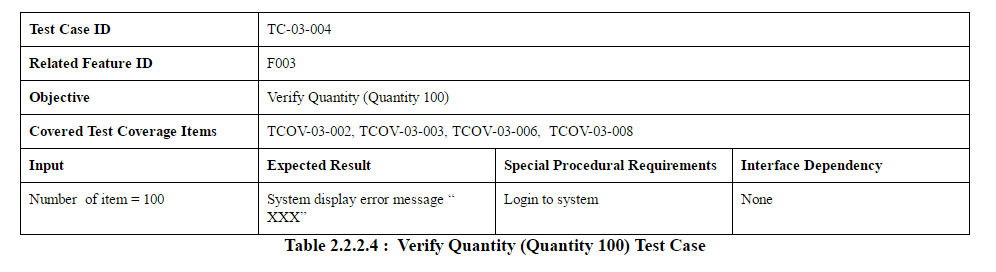 Test Case ID TC-03-004
Related Feature ID F003
Objective Verify Quantity (Quantity 100)
Covered Test Coverage Items TCOV-03-002, TCOV-03-003, TCOV-03-006, TCOV-03-008
Input Expected Result Special Procedural Requirements Interface Dependency
Number of item = 100 System display error message “ Login to system None
XXX”
Table 2.2.2.4 : Verify Quantity (Quantity 100) Test Case